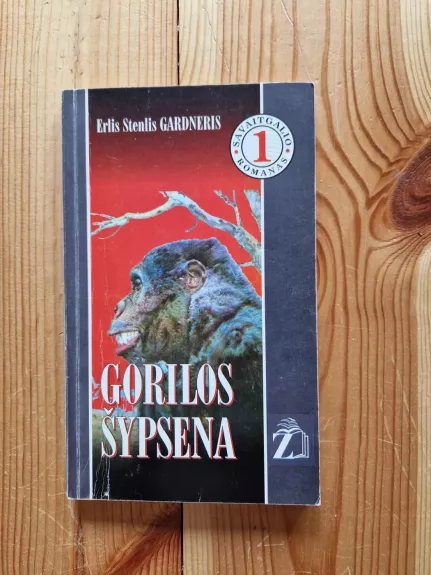 Erlis Stenlis GARDNERIS
SAVAITGALIO
1
ROMANAS
GORILOS
ŠYPSENA
Ž